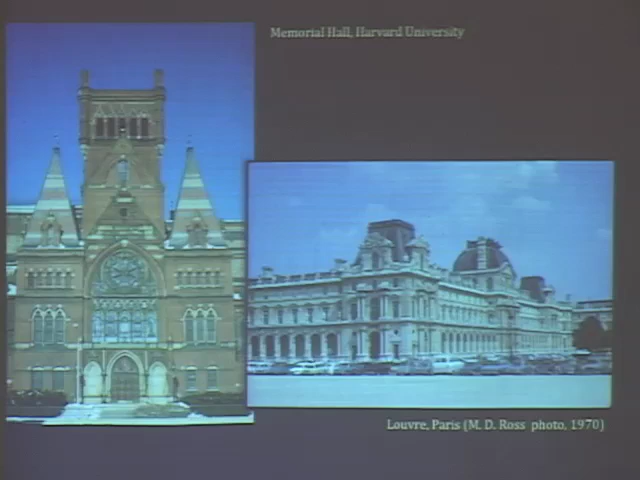 Memorial Hall, Harvard University
Louvre, Paris (M. D. Ross photo, 1970)